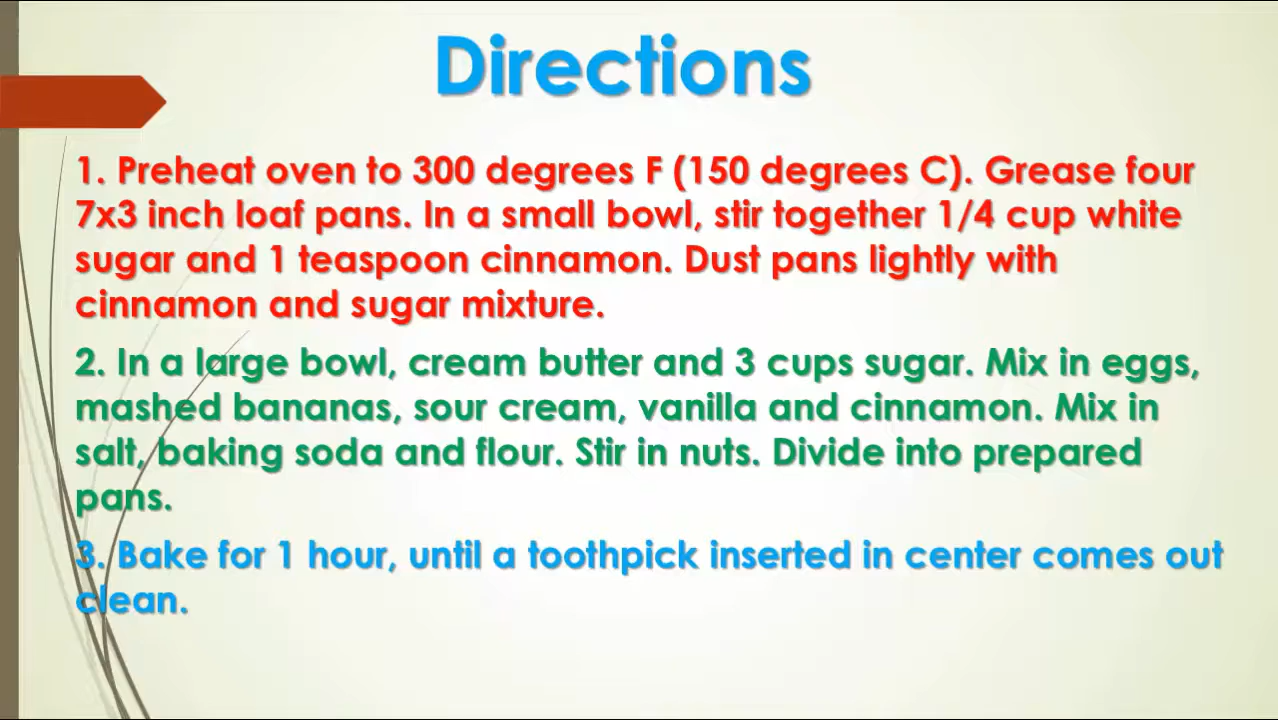 Directions
1. Preheat oven to 300 degrees F (150 degrees C). Grease four
7x3 inch loaf pans. In a small bowl, stir together 1/4 cup white
sugar and 1 teaspoon cinnamon. Dust pans lightly with
cinnamon and sugar mixture.
2. In a large bowl, cream butter and 3 cups sugar. Mix in eggs,
mashed bananas, sour cream, vanilla and cinnamon. Mix in
salt, baking soda and flour. Stir in nuts. Divide into prepared
pans.
3. Bake for 1 hour, until a toothpick inserted in center comes out
clean.